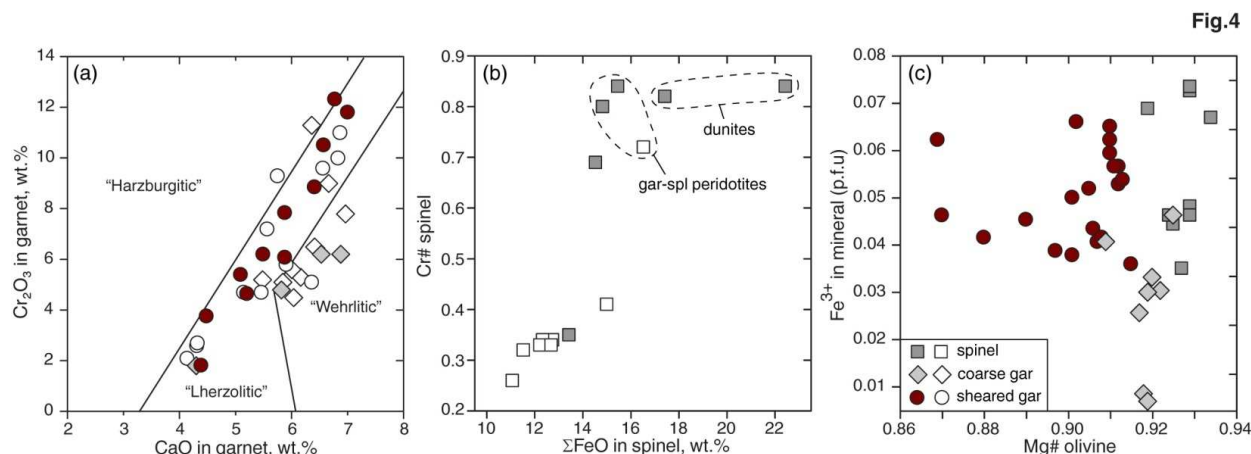 Fig.4
(a)
14
12
10
8
6
4
2
0
Cr₂O₃ in garnet, wt.%
"Harzburgitic"
"Wehrlitic"
"Lherzolitic"
2 3 4 5 6 7 8
CaO in garnet, wt.%
(b)
0.9
0.8
0.7
0.6
0.5
0.4
0.3
0.2
Cr# spinel
dunites
gar-spl peridotites
10 12 14 16 18 20 22
ΣFeO in spinel, wt.%
(c)
0.08
0.07
0.06
0.05
0.04
0.03
0.02
0.01
Fe³⁺ in mineral (p.f.u)
spinel
coarse gar
sheared gar
0.86 0.88 0.90 0.92 0.94
Mg# olivine